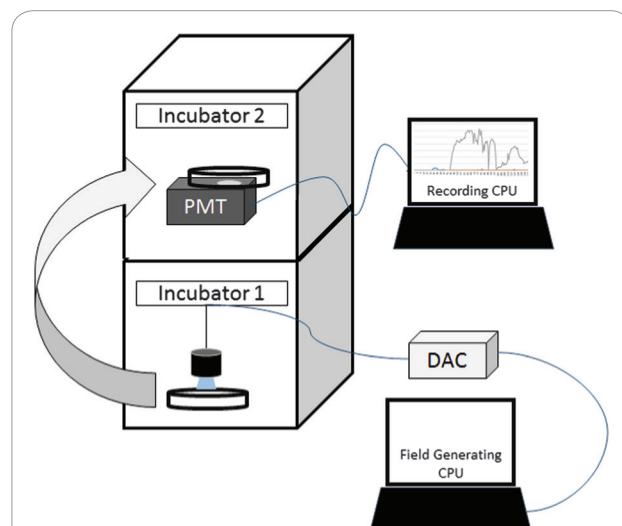 Incubator 2
PMT
Recording CPU
Incubator 1
DAC
Field Generating
CPU